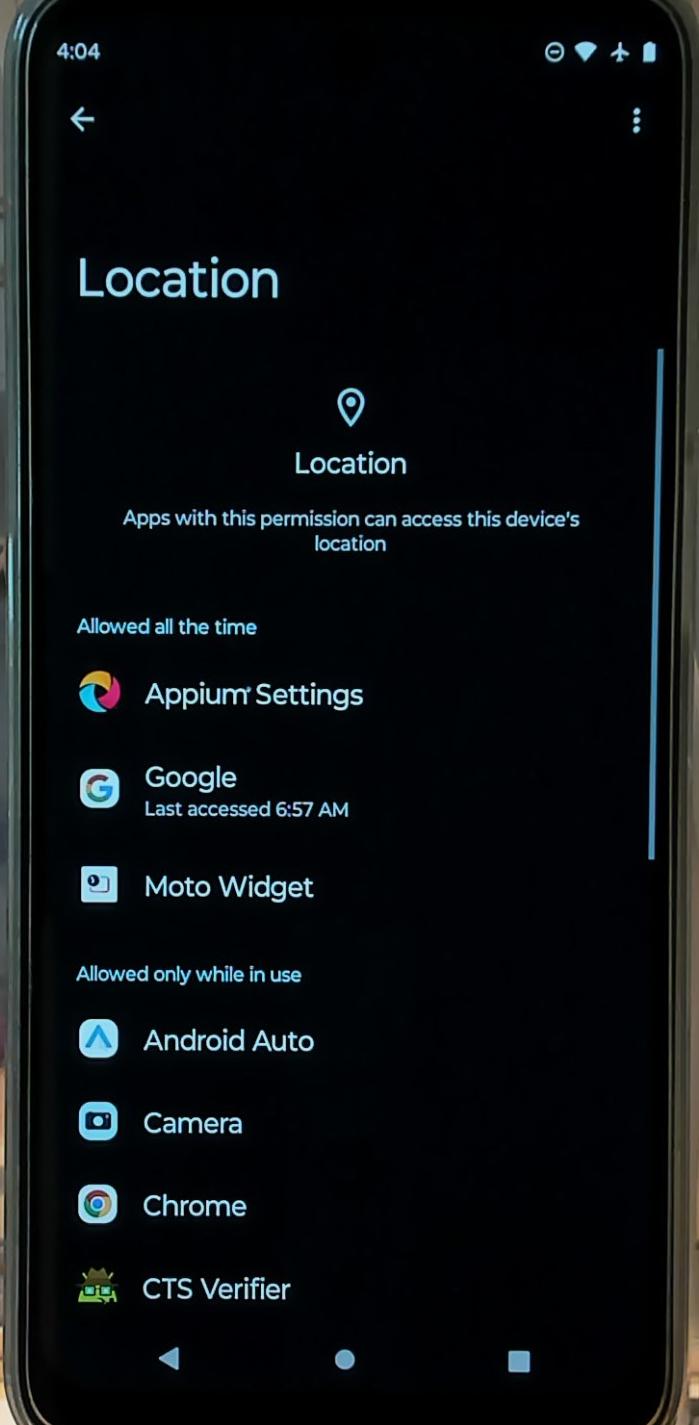 4:04
Location
Location
Apps with this permission can access this device's
location
Allowed all the time
Appium Settings
Google
Last accessed 6:57 AM
Moto Widget
Allowed only while in use
Android Auto
Camera
Chrome
CTS Verifier